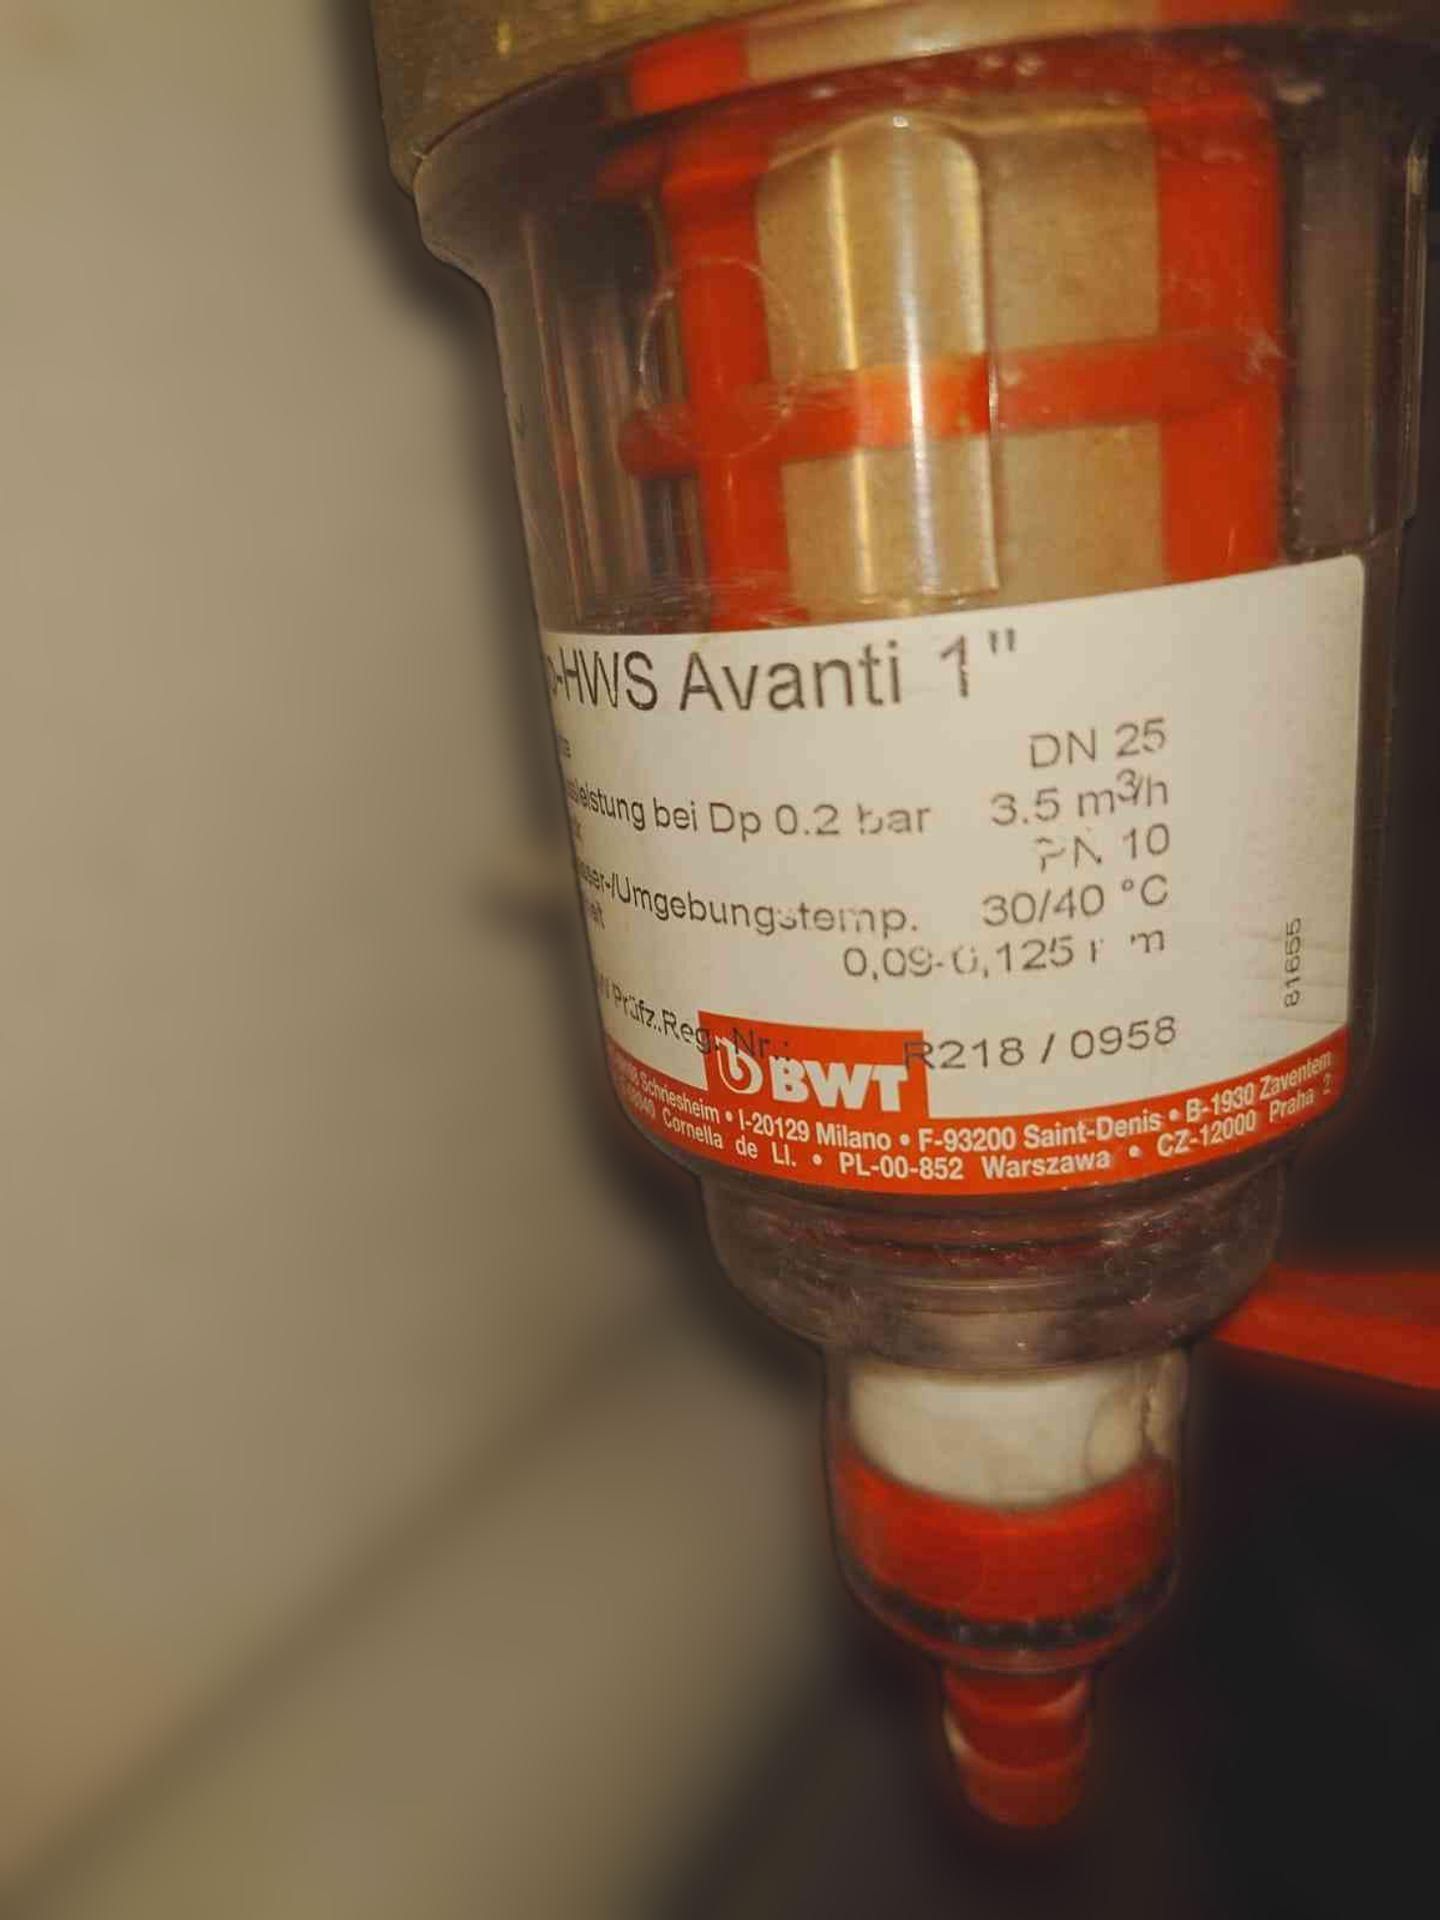 -HWS Avanti 1"
DN 25
leistung bei Dp 0.2 bar 3.5 m³/h
PN 10
sser-/Umgebungstemp. 30/40 °C
0,09-0,125 mm
Prüfz.Reg.-Nr.: R218 / 0958
81655
BWT
Schriesheim • I-20129 Milano • F-93200 Saint-Denis • B-1930 Zaventem
Cornella de Ll. • PL-00-852 Warszawa • CZ-12000 Praha 2